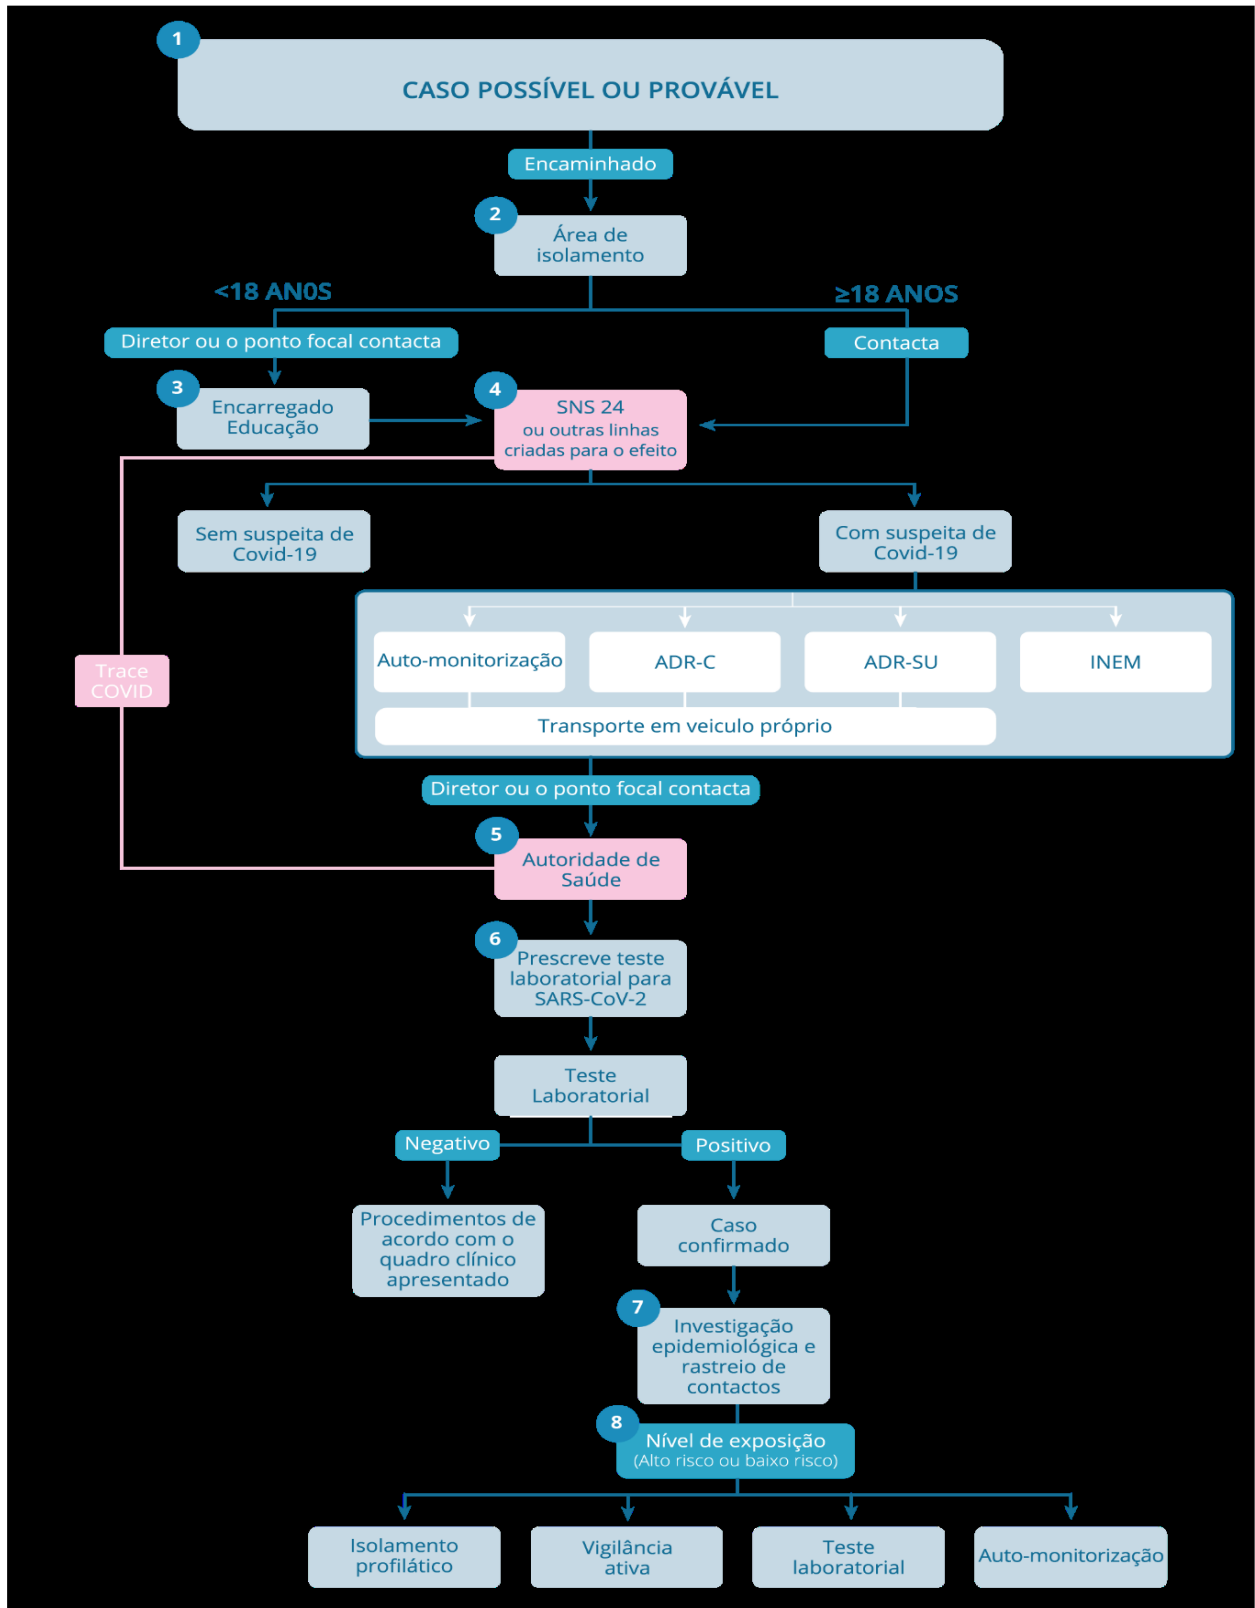 1
CASO POSSÍVEL OU PROVÁVEL
Encaminhado
2
Área de
isolamento
<18 AN0S
≥18 ANOS
Diretor ou o ponto focal contacta
Contacta
3
Encarregado
Educação
4
SNS 24
ou outras linhas
criadas para o efeito
Sem suspeita de
Covid-19
Com suspeita de
Covid-19
Auto-monitorização
ADR-C
ADR-SU
INEM
Trace
COVID
Transporte em veiculo próprio
Diretor ou o ponto focal contacta
5
Autoridade de
Saúde
6
Prescreve teste
laboratorial para
SARS-CoV-2
Teste
Laboratorial
Negativo
Positivo
Procedimentos de
acordo com o
quadro clínico
apresentado
Caso
confirmado
7
Investigação
epidemiológica e
rastreio de
contactos
8
Nível de exposição
(Alto risco ou baixo risco)
Isolamento
profilático
Vigilância
ativa
Teste
laboratorial
Auto-monitorização